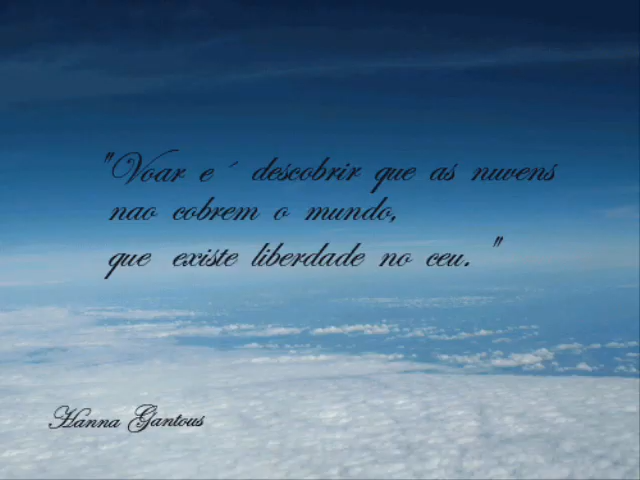 "Voar e´ descobrir que as nuvens
nao cobrem o mundo,
que existe liberdade no ceu. "
Hanna Gantous